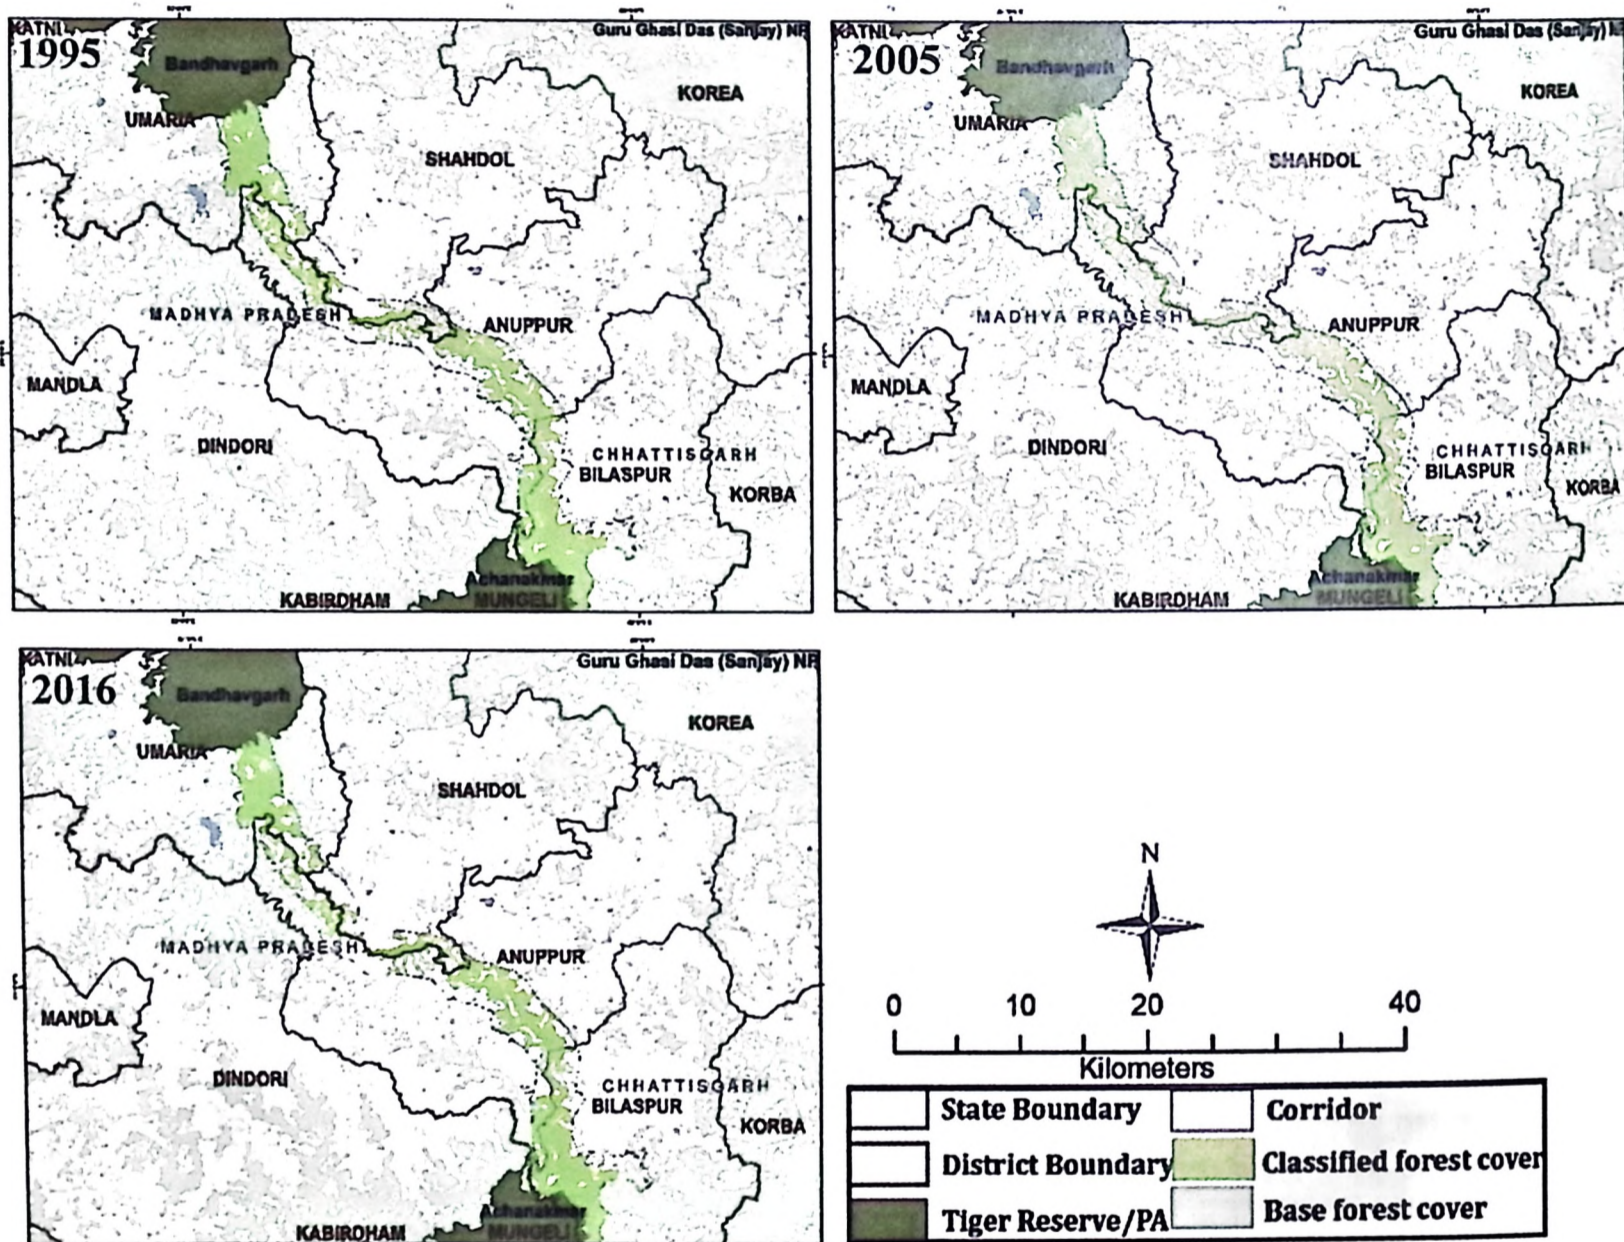 KATNI
1995
Bandhavgarh
Guru Ghasi Das (Sanjay) NP
KOREA
UMARIA
SHAHDOL
MADHYA PRADESH
ANUPPUR
MANDLA
DINDORI
CHHATTISGARH
BILASPUR
KORBA
Achanakmar
KABIRDHAM
MUNGELI
KATNI
2005
Bandhavgarh
Guru Ghasi Das (Sanjay)
KOREA
UMARIA
SHAHDOL
MADHYA PRADESH
ANUPPUR
MANDLA
DINDORI
CHHATTISGARH
BILASPUR
KORBA
Achanakmar
KABIRDHAM
MUNGELI
KATNI
2016
Bandhavgarh
Guru Ghasi Das (Sanjay) NP
KOREA
UMARIA
SHAHDOL
MADHYA PRADESH
ANUPPUR
MANDLA
DINDORI
CHHATTISGARH
BILASPUR
KORBA
Achanakmar
KABIRDHAM
MUNGELI
N
0 10 20 40
Kilometers
State Boundary
District Boundary
Tiger Reserve/PA
Corridor
Classified forest cover
Base forest cover